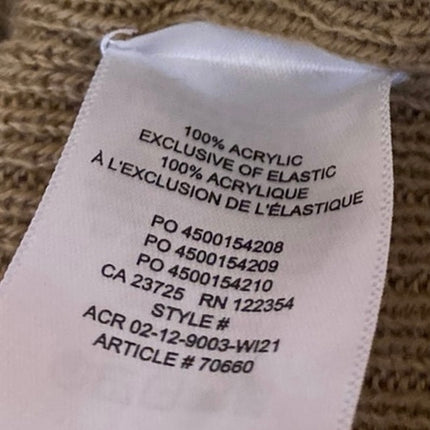 100% ACRYLIC
EXCLUSIVE OF ELASTIC
100% ACRYLIQUE
À L'EXCLUSION DE L'ÉLASTIQUE
PO 4500154208
PO 4500154209
PO 4500154210
CA 23725 RN 122354
STYLE #
ACR 02-12-9003-WI21
ARTICLE # 70660